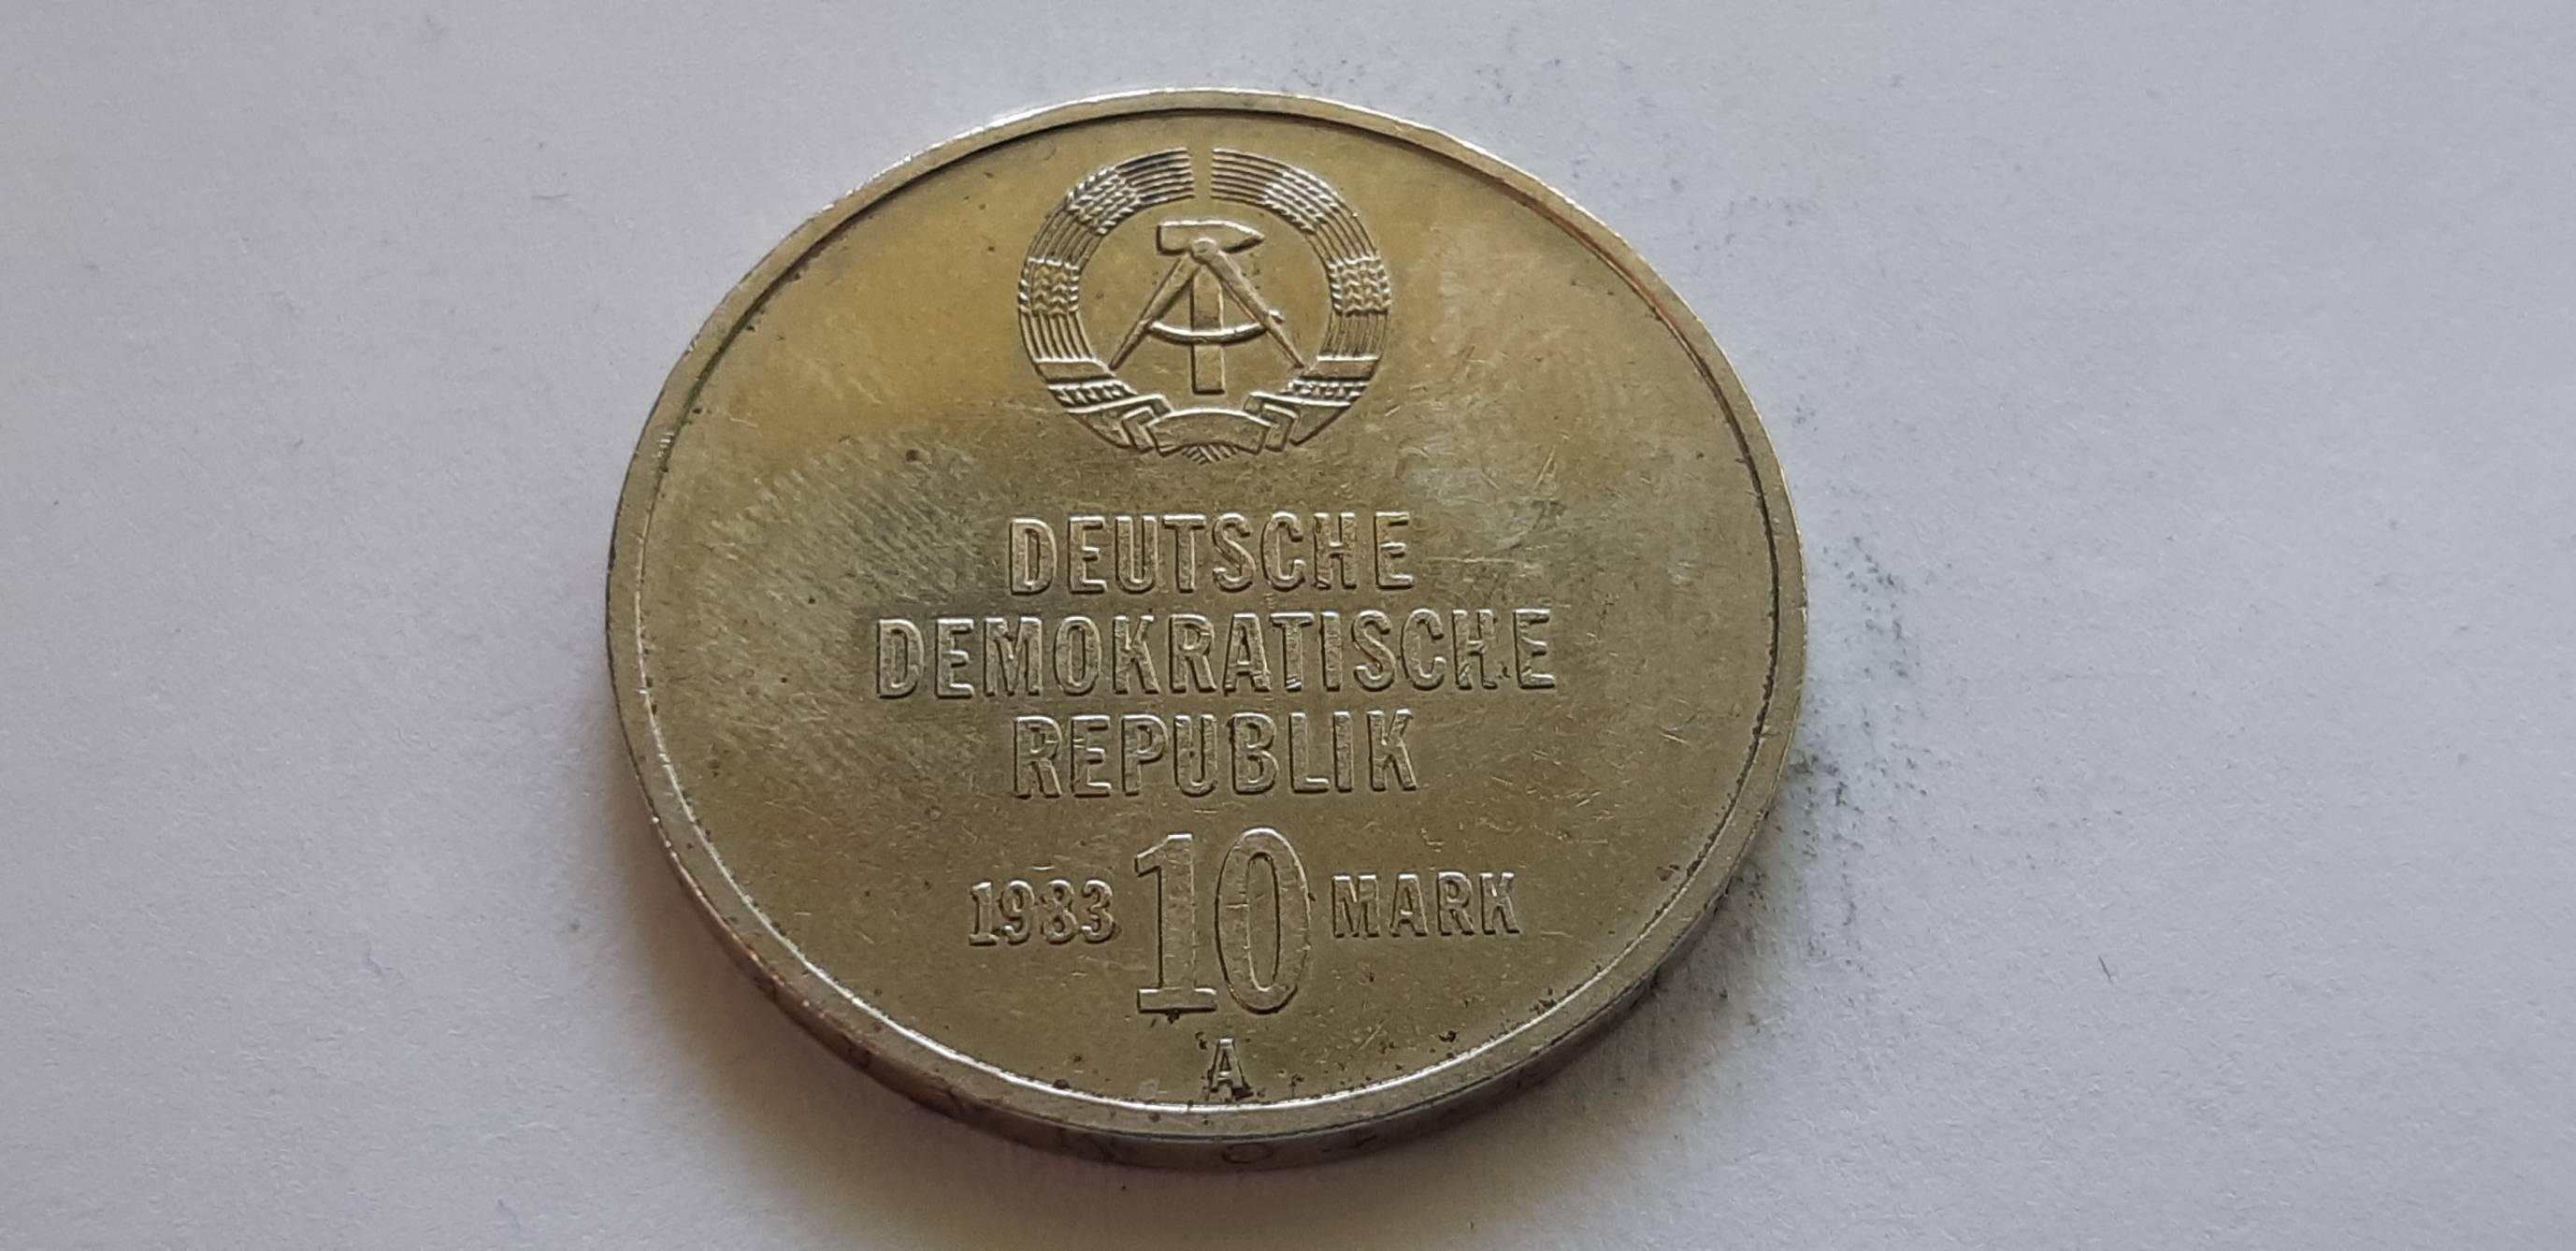 DEUTSCHE
DEMOKRATISCHE
REPUBLIK
1983 10 MARK
A